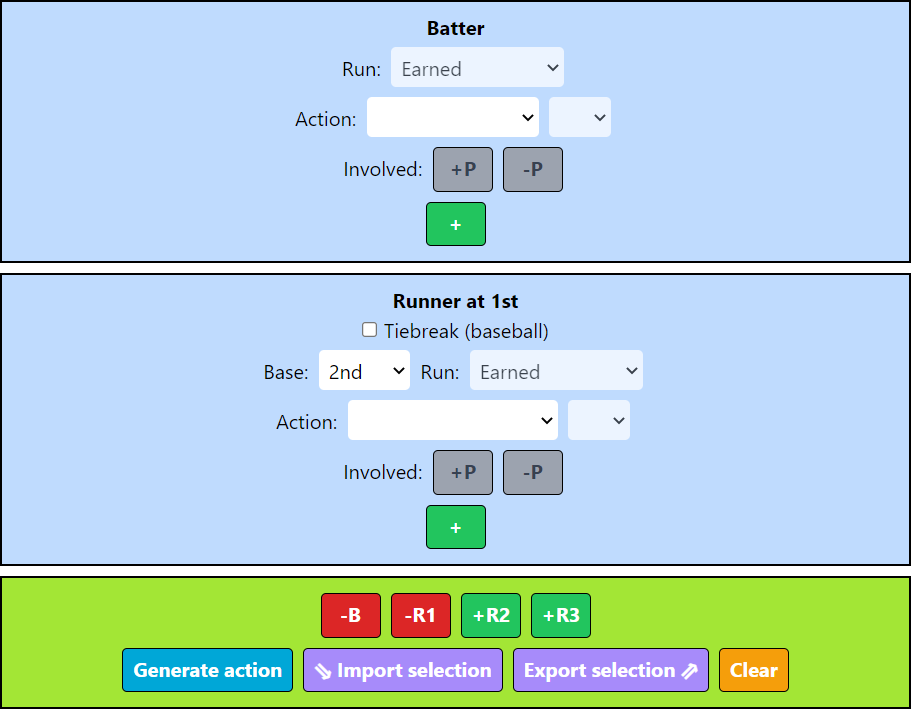 Batter
Run: Earned
Action:
Involved: +P -P
+
Runner at 1st
Tiebreak (baseball)
Base: 2nd Run: Earned
Action:
Involved: +P -P
+
-B -R1 +R2 +R3
Generate action ⇘ Import selection Export selection ⇗ Clear